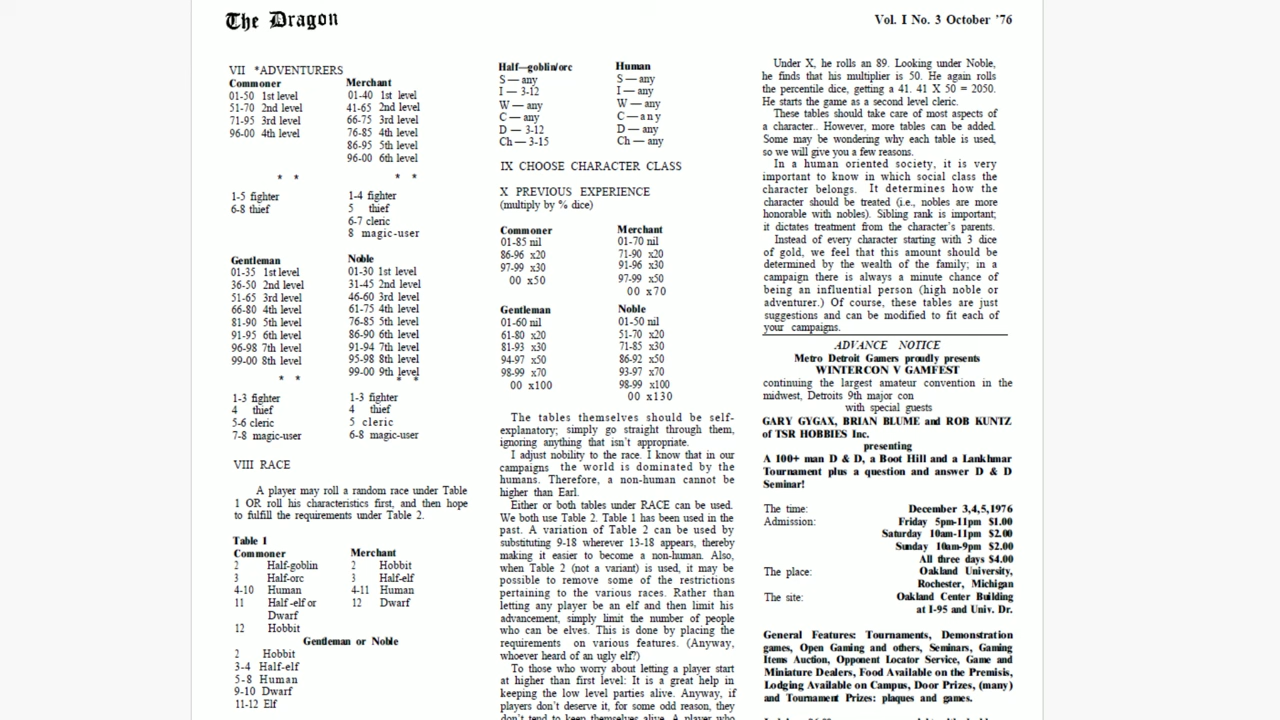 The Dragon
Vol. I No. 3 October '76
VII *ADVENTURERS
Commoner
01-50 1st level
51-70 2nd level
71-95 3rd level
96-00 4th level
Merchant
01-40 1st level
41-65 2nd level
66-75 3rd level
76-85 4th level
86-95 5th level
96-00 6th level
* *
* *
1-5 fighter
6-8 thief
1-4 fighter
5 thief
6-7 cleric
8 magic-user
Gentleman
01-35 1st level
36-50 2nd level
51-65 3rd level
66-80 4th level
81-90 5th level
91-95 6th level
96-98 7th level
99-00 8th level
* *
Noble
01-30 1st level
31-45 2nd level
46-60 3rd level
61-75 4th level
76-85 5th level
86-90 6th level
91-94 7th level
95-98 8th level
99-00 9th level
* *
1-3 fighter
4 thief
5-6 cleric
7-8 magic-user
1-3 fighter
4 thief
5 cleric
6-8 magic-user
VIII RACE
A player may roll a random race under Table
1 OR roll his characteristics first, and then hope
to fulfill the requirements under Table 2.
Table 1
Commoner
2 Half-goblin
3 Half-orc
4-10 Human
11 Half-elf or
Dwarf
12 Hobbit
Merchant
2 Hobbit
3 Half-elf
4-11 Human
12 Dwarf
Gentleman or Noble
2 Hobbit
3-4 Half-elf
5-8 Human
9-10 Dwarf
11-12 Elf
Half—goblin/orc
S — any
I — 3-12
W — any
C — any
D — 3-12
Ch — 3-15
Human
S — any
I — any
W — any
C — any
D — any
Ch — any
IX CHOOSE CHARACTER CLASS
X PREVIOUS EXPERIENCE
(multiply by % dice)
Commoner
01-85 nil
86-96 x20
97-99 x30
00 x50
Merchant
01-70 nil
71-90 x20
91-96 x30
97-99 x50
00 x70
Gentleman
01-60 nil
61-80 x20
81-93 x30
94-97 x50
98-99 x70
00 x100
Noble
01-50 nil
51-70 x20
71-85 x30
86-92 x50
93-97 x70
98-99 x100
00 x130
The tables themselves should be self-
explanatory; simply go straight through them,
ignoring anything that isn't appropriate.
I adjust nobility to the race. I know that in our
campaigns the world is dominated by the
humans. Therefore, a non-human cannot be
higher than Earl.
Either or both tables under RACE can be used.
We both use Table 2. Table 1 has been used in the
past. A variation of Table 2 can be used by
substituting 9-18 wherever 13-18 appears, thereby
making it easier to become a non-human. Also,
when Table 2 (not a variant) is used, it may be
possible to remove some of the restrictions
pertaining to the various races. Rather than
letting any player be an elf and then limit his
advancement, simply limit the number of people
who can be elves. This is done by placing the
requirements on various features. (Anyway,
whoever heard of an ugly elf?)
To those who worry about letting a player start
at higher than first level: It is a great help in
keeping the low level parties alive. Anyway, if
players don't deserve it, for some odd reason, they
don't tend to keep themselves alive. A player who
Under X, he rolls an 89. Looking under Noble,
he finds that his multiplier is 50. He again rolls
the percentile dice, getting a 41. 41 X 50 = 2050.
He starts the game as a second level cleric.
These tables should take care of most aspects of
a character.. However, more tables can be added.
Some may be wondering why each table is used,
so we will give you a few reasons.
In a human oriented society, it is very
important to know in which social class the
character belongs. It determines how the
character should be treated (i.e., nobles are more
honorable with nobles). Sibling rank is important;
it dictates treatment from the character's parents.
Instead of every character starting with 3 dice
of gold, we feel that this amount should be
determined by the wealth of the family; in a
campaign there is always a minute chance of
being an influential person (high noble or
adventurer.) Of course, these tables are just
suggestions and can be modified to fit each of
your campaigns.
ADVANCE NOTICE
Metro Detroit Gamers proudly presents
WINTERCON V GAMFEST
continuing the largest amateur convention in the
midwest, Detroits 9th major con
with special guests
GARY GYGAX, BRIAN BLUME and ROB KUNTZ
of TSR HOBBIES Inc.
presenting
A 100+ man D & D, a Boot Hill and a Lankhmar
Tournament plus a question and answer D & D
Seminar!
The time: December 3,4,5,1976
Admission: Friday 5pm-11pm $1.00
Saturday 10am-11pm $2.00
Sunday 10am-9pm $2.00
All three days $4.00
The place: Oakland University,
Rochester, Michigan
The site: Oakland Center Building
at I-95 and Univ. Dr.
General Features: Tournaments, Demonstration
games, Open Gaming and others, Seminars, Gaming
Items Auction, Opponent Locator Service, Game and
Miniature Dealers, Food Available on the Premisis,
Lodging Available on Campus, Door Prizes, (many)
and Tournament Prizes: plaques and games.